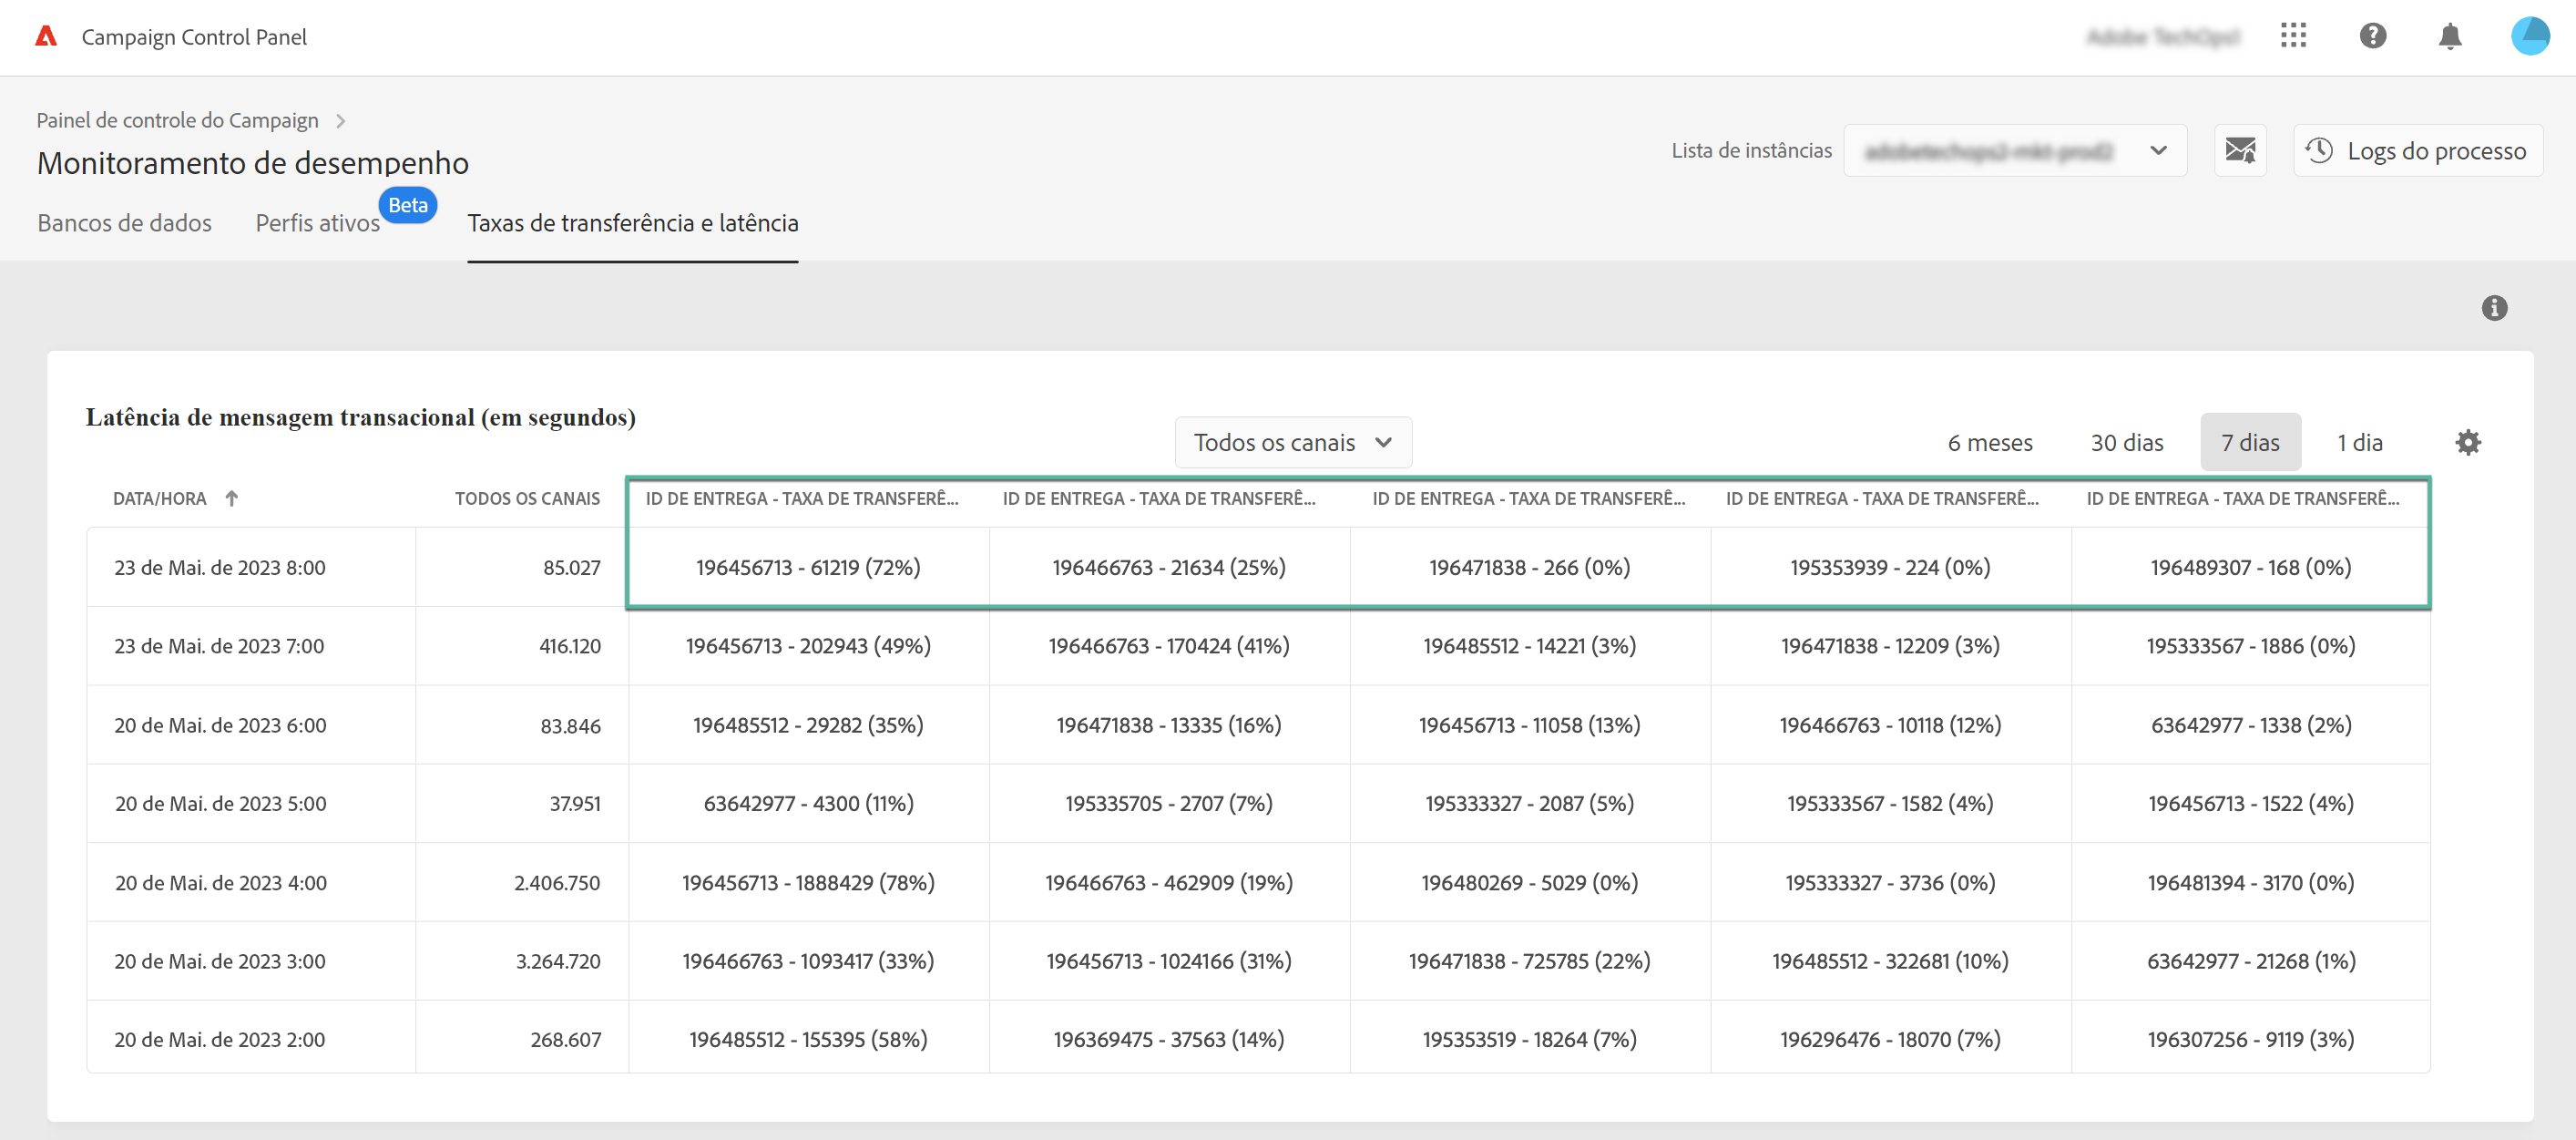 Campaign Control Panel
Painel de controle do Campaign
Monitoramento de desempenho
Lista de instâncias
Logs do processo
Bancos de dados
Perfis ativos
Beta
Taxas de transferência e latência
Latência de mensagem transacional (em segundos)
Todos os canais
6 meses 30 dias 7 dias 1 dia
DATA/HORA TODOS OS CANAIS ID DE ENTREGA - TAXA DE TRANSFERÊ... ID DE ENTREGA - TAXA DE TRANSFERÊ... ID DE ENTREGA - TAXA DE TRANSFERÊ... ID DE ENTREGA - TAXA DE TRANSFERÊ... ID DE ENTREGA - TAXA DE TRANSFERÊ...
23 de Mai. de 2023 8:00 85.027 196456713 - 61219 (72%) 196466763 - 21634 (25%) 196471838 - 266 (0%) 195353939 - 224 (0%) 196489307 - 168 (0%)
23 de Mai. de 2023 7:00 416.120 196456713 - 202943 (49%) 196466763 - 170424 (41%) 196485512 - 14221 (3%) 196471838 - 12209 (3%) 195333567 - 1886 (0%)
20 de Mai. de 2023 6:00 83.846 196485512 - 29282 (35%) 196471838 - 13335 (16%) 196456713 - 11058 (13%) 196466763 - 10118 (12%) 63642977 - 1338 (2%)
20 de Mai. de 2023 5:00 37.951 63642977 - 4300 (11%) 195335705 - 2707 (7%) 195333327 - 2087 (5%) 195333567 - 1582 (4%) 196456713 - 1522 (4%)
20 de Mai. de 2023 4:00 2.406.750 196456713 - 1888429 (78%) 196466763 - 462909 (19%) 196480269 - 5029 (0%) 195333327 - 3736 (0%) 196481394 - 3170 (0%)
20 de Mai. de 2023 3:00 3.264.720 196466763 - 1093417 (33%) 196456713 - 1024166 (31%) 196471838 - 725785 (22%) 196485512 - 322681 (10%) 63642977 - 21268 (1%)
20 de Mai. de 2023 2:00 268.607 196485512 - 155395 (58%) 196369475 - 37563 (14%) 195353519 - 18264 (7%) 196296476 - 18070 (7%) 196307256 - 9119 (3%)